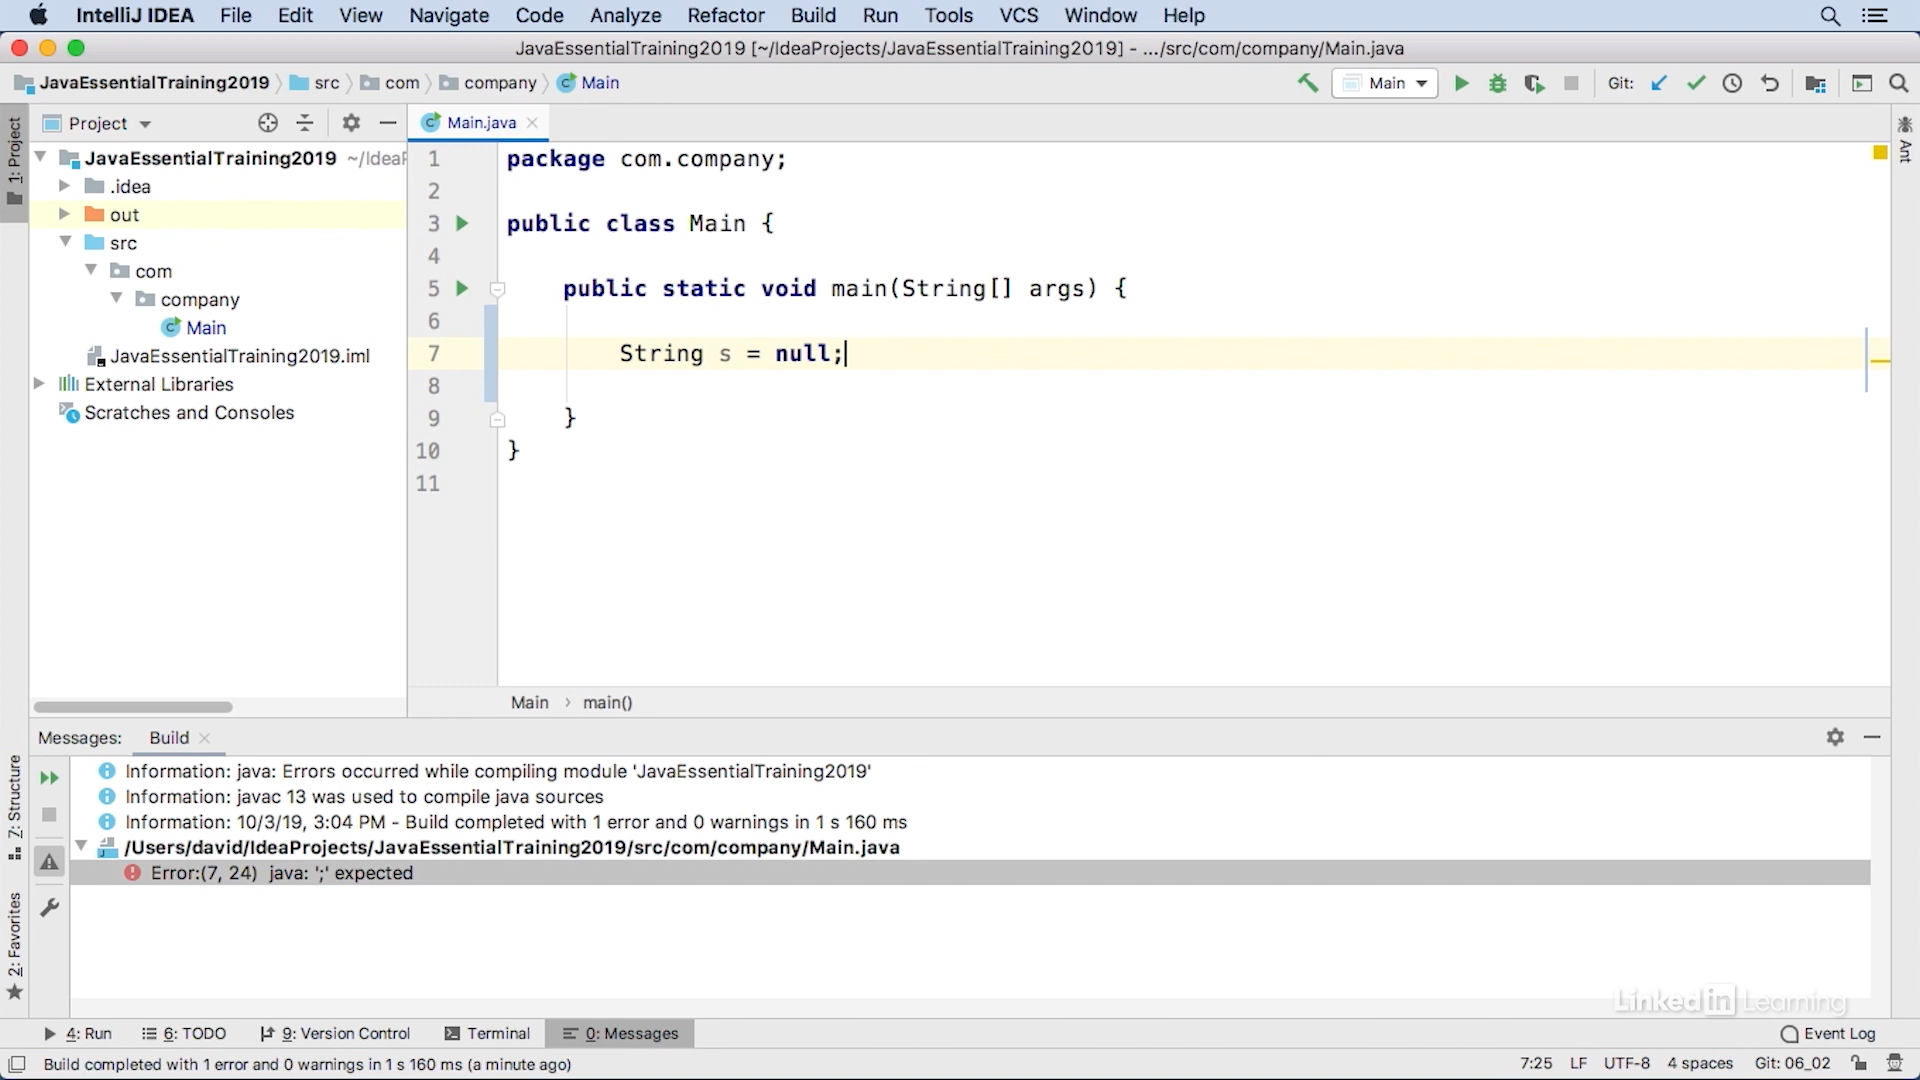 IntelliJ IDEA File Edit View Navigate Code Analyze Refactor Build Run Tools VCS Window Help
JavaEssentialTraining2019 [~/IdeaProjects/JavaEssentialTraining2019] - .../src/com/company/Main.java
JavaEssentialTraining2019 src com company Main Main Git:
1: Project
Project
Main.java
Ant
JavaEssentialTraining2019 ~/IdeaP
.idea
out
src
com
company
Main
JavaEssentialTraining2019.iml
External Libraries
Scratches and Consoles
1 package com.company;
2
3 public class Main {
4
5 public static void main(String[] args) {
6
7 String s = null;
8
9 }
10 }
11
Main > main()
Messages: Build
Information: java: Errors occurred while compiling module 'JavaEssentialTraining2019'
Information: javac 13 was used to compile java sources
Information: 10/3/19, 3:04 PM - Build completed with 1 error and 0 warnings in 1 s 160 ms
/Users/david/IdeaProjects/JavaEssentialTraining2019/src/com/company/Main.java
Error:(7, 24) java: ';' expected
7: Structure
2: Favorites
Linked in Learning
4: Run 6: TODO 9: Version Control Terminal 0: Messages Event Log
Build completed with 1 error and 0 warnings in 1 s 160 ms (a minute ago) 7:25 LF UTF-8 4 spaces Git: 06_02